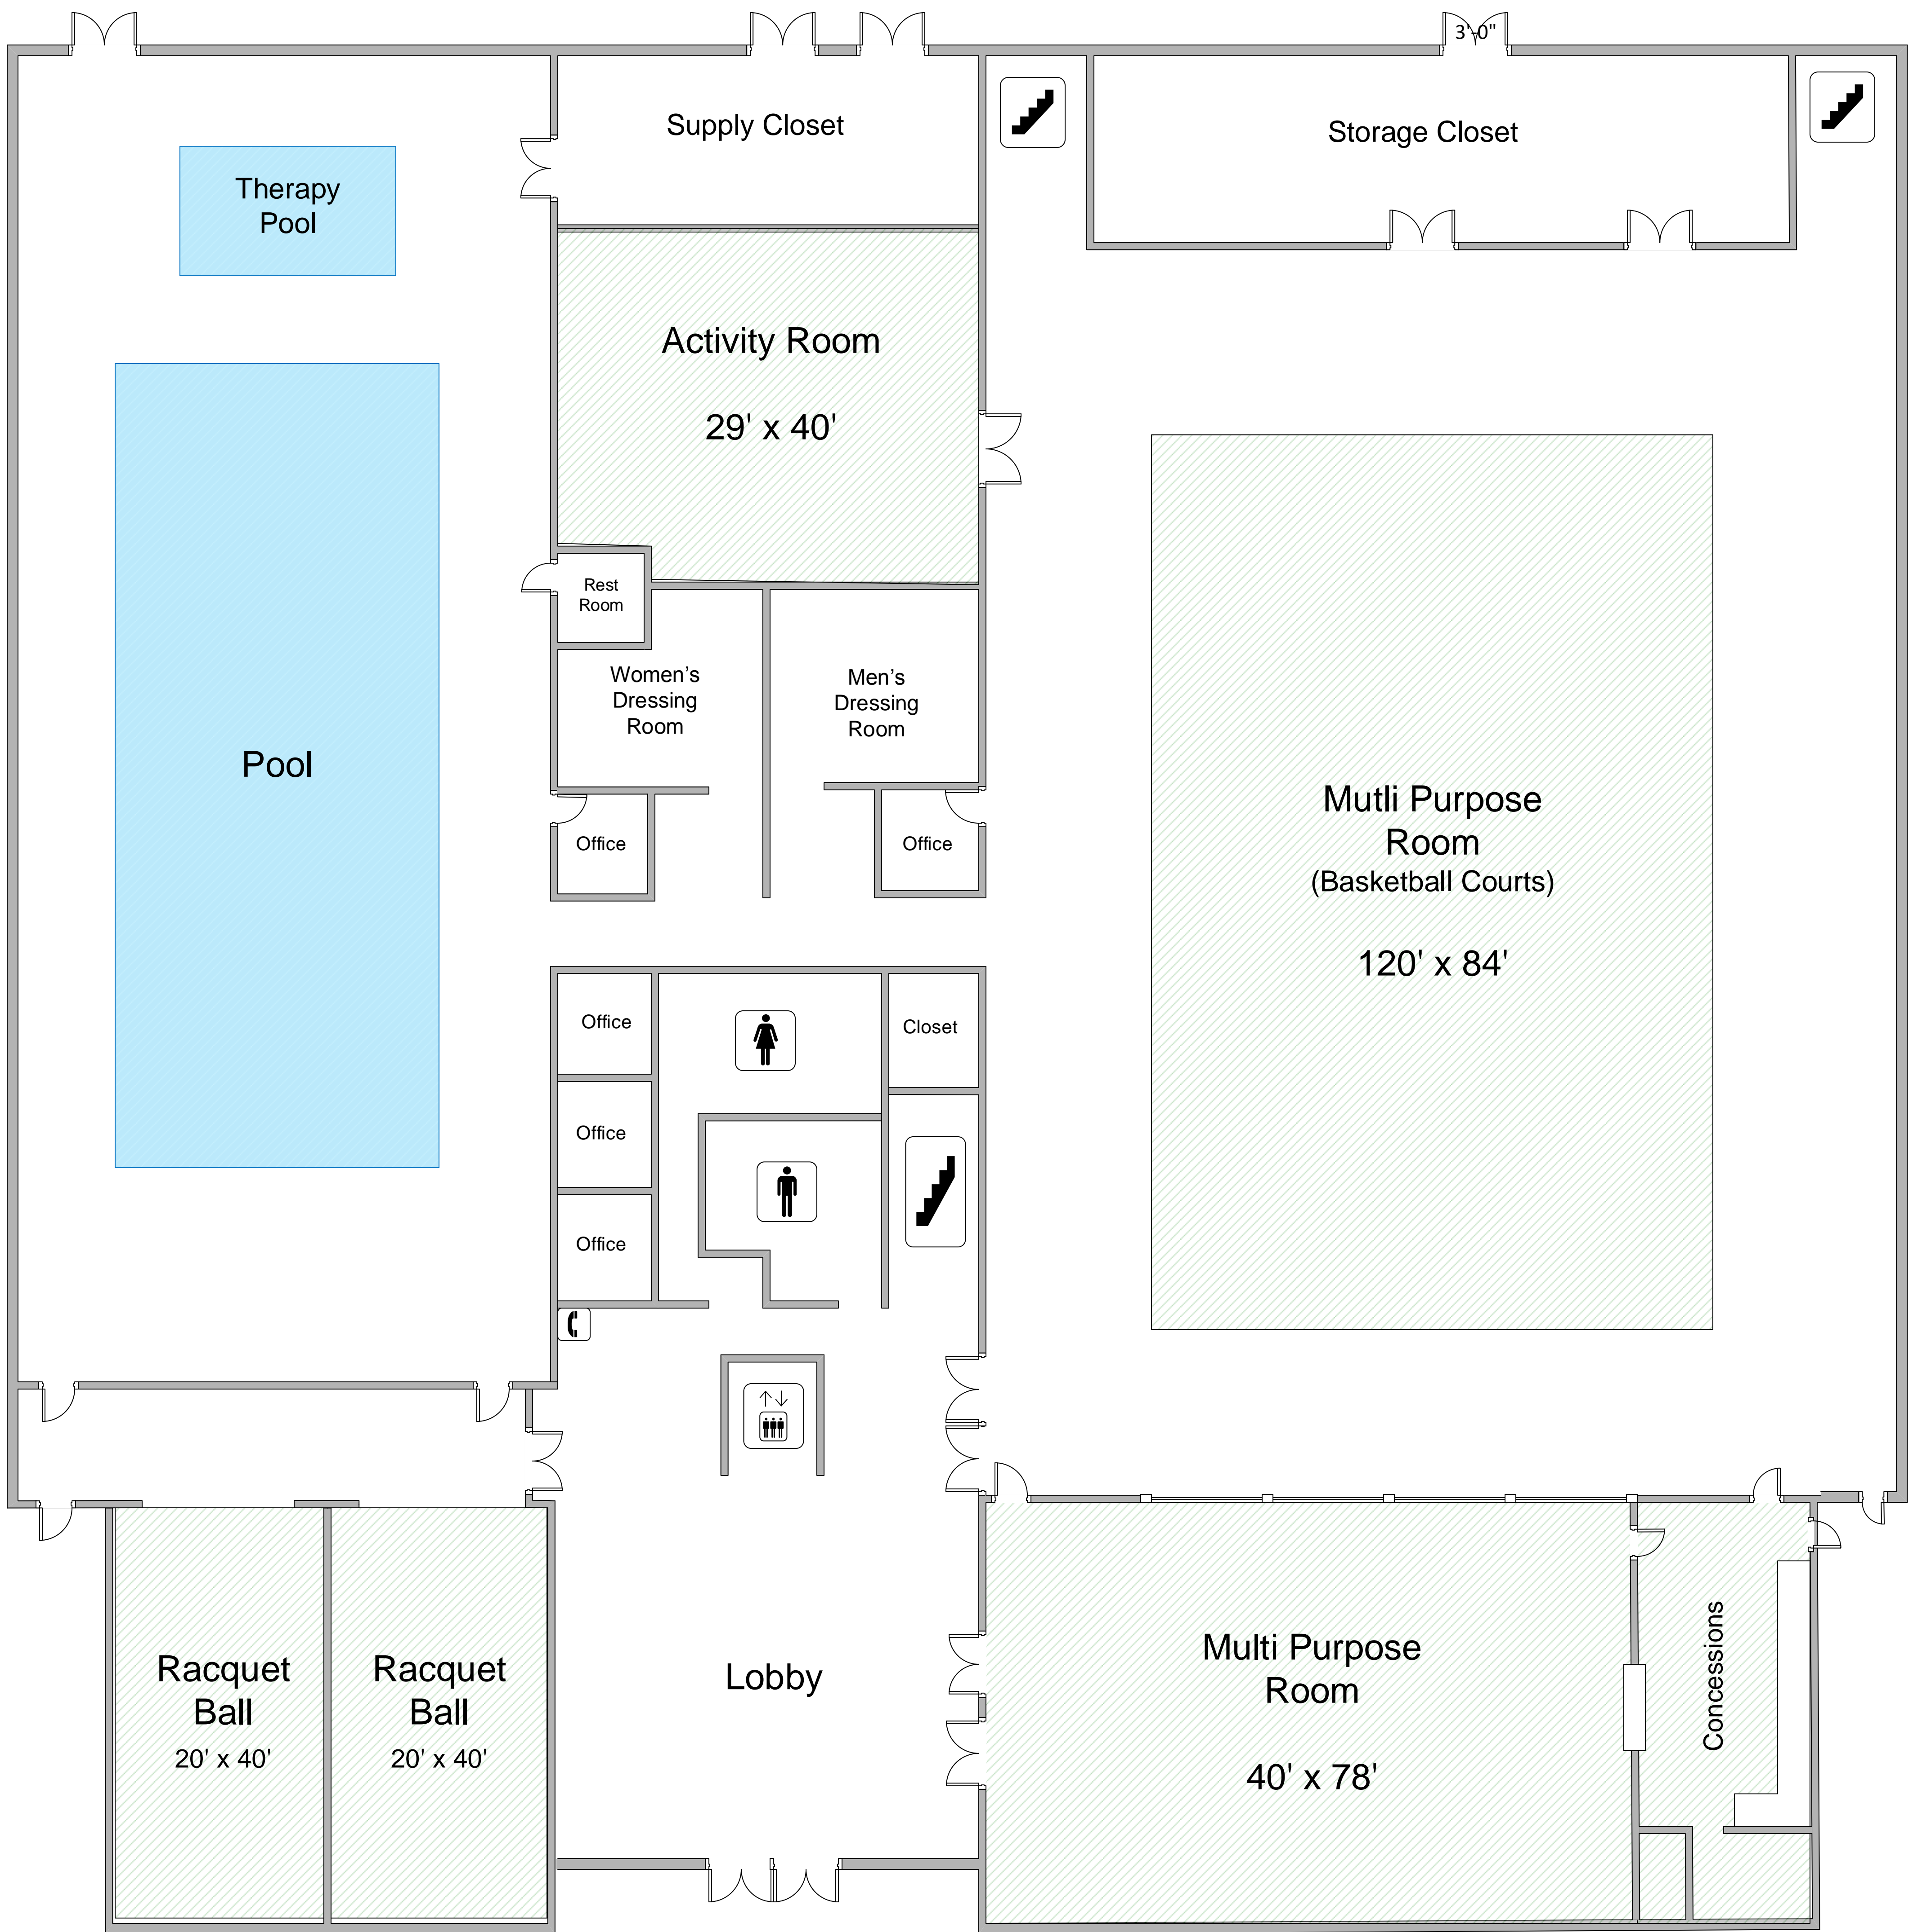 3'-0"
Supply Closet
Storage Closet
Therapy
Pool
Activity Room
29' x 40'
Rest
Room
Women's
Dressing
Room
Men's
Dressing
Room
Pool
Office
Office
Mutli Purpose
Room
(Basketball Courts)
120' x 84'
Office
Closet
Office
Office
Racquet
Ball
20' x 40'
Racquet
Ball
20' x 40'
Lobby
Multi Purpose
Room
40' x 78'
Concessions